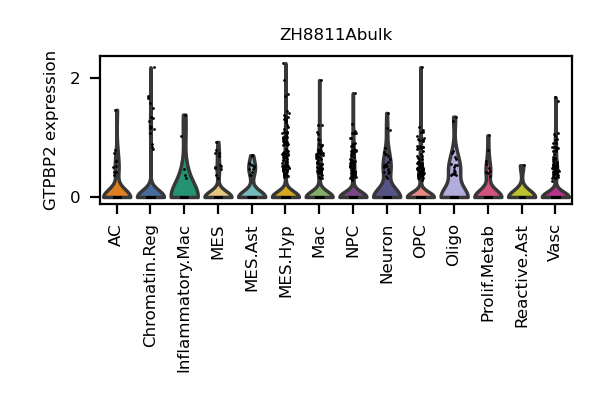 ZH8811Abulk
GTPBP2 expression
2
0
AC
Chromatin.Reg
Inflammatory.Mac
MES
MES.Ast
MES.Hyp
Mac
NPC
Neuron
OPC
Oligo
Prolif.Metab
Reactive.Ast
Vasc